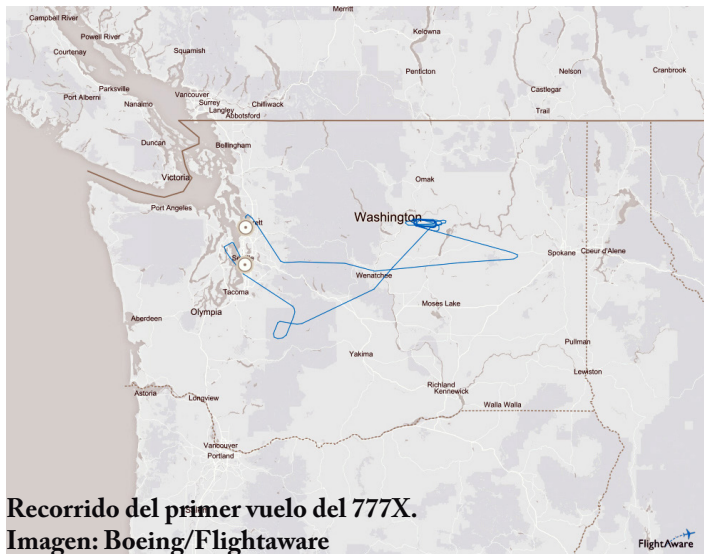 Merritt
Campbell River
Powell River
Kelowna
Courtenay
Squamish
Penticton
Nelson
Cranbrook
Parksville
Vancouver
Castlegar
Port Alberni
Nanaimo
Surrey
Chilliwack
Langley
Trail
Abbotsford
Duncan
Bellingham
Victoria
Omak
Port Angeles
Washington
Spokane
Coeur d'Alene
Wenatchee
Tacoma
Moses Lake
Olympia
Aberdeen
Pullman
Yakima
Lewiston
Richland
Kennewick
Astoria
Longview
Walla Walla
Vancouver
Portland
Recorrido del primer vuelo del 777X.
Imagen: Boeing/Flightaware
FlightAware